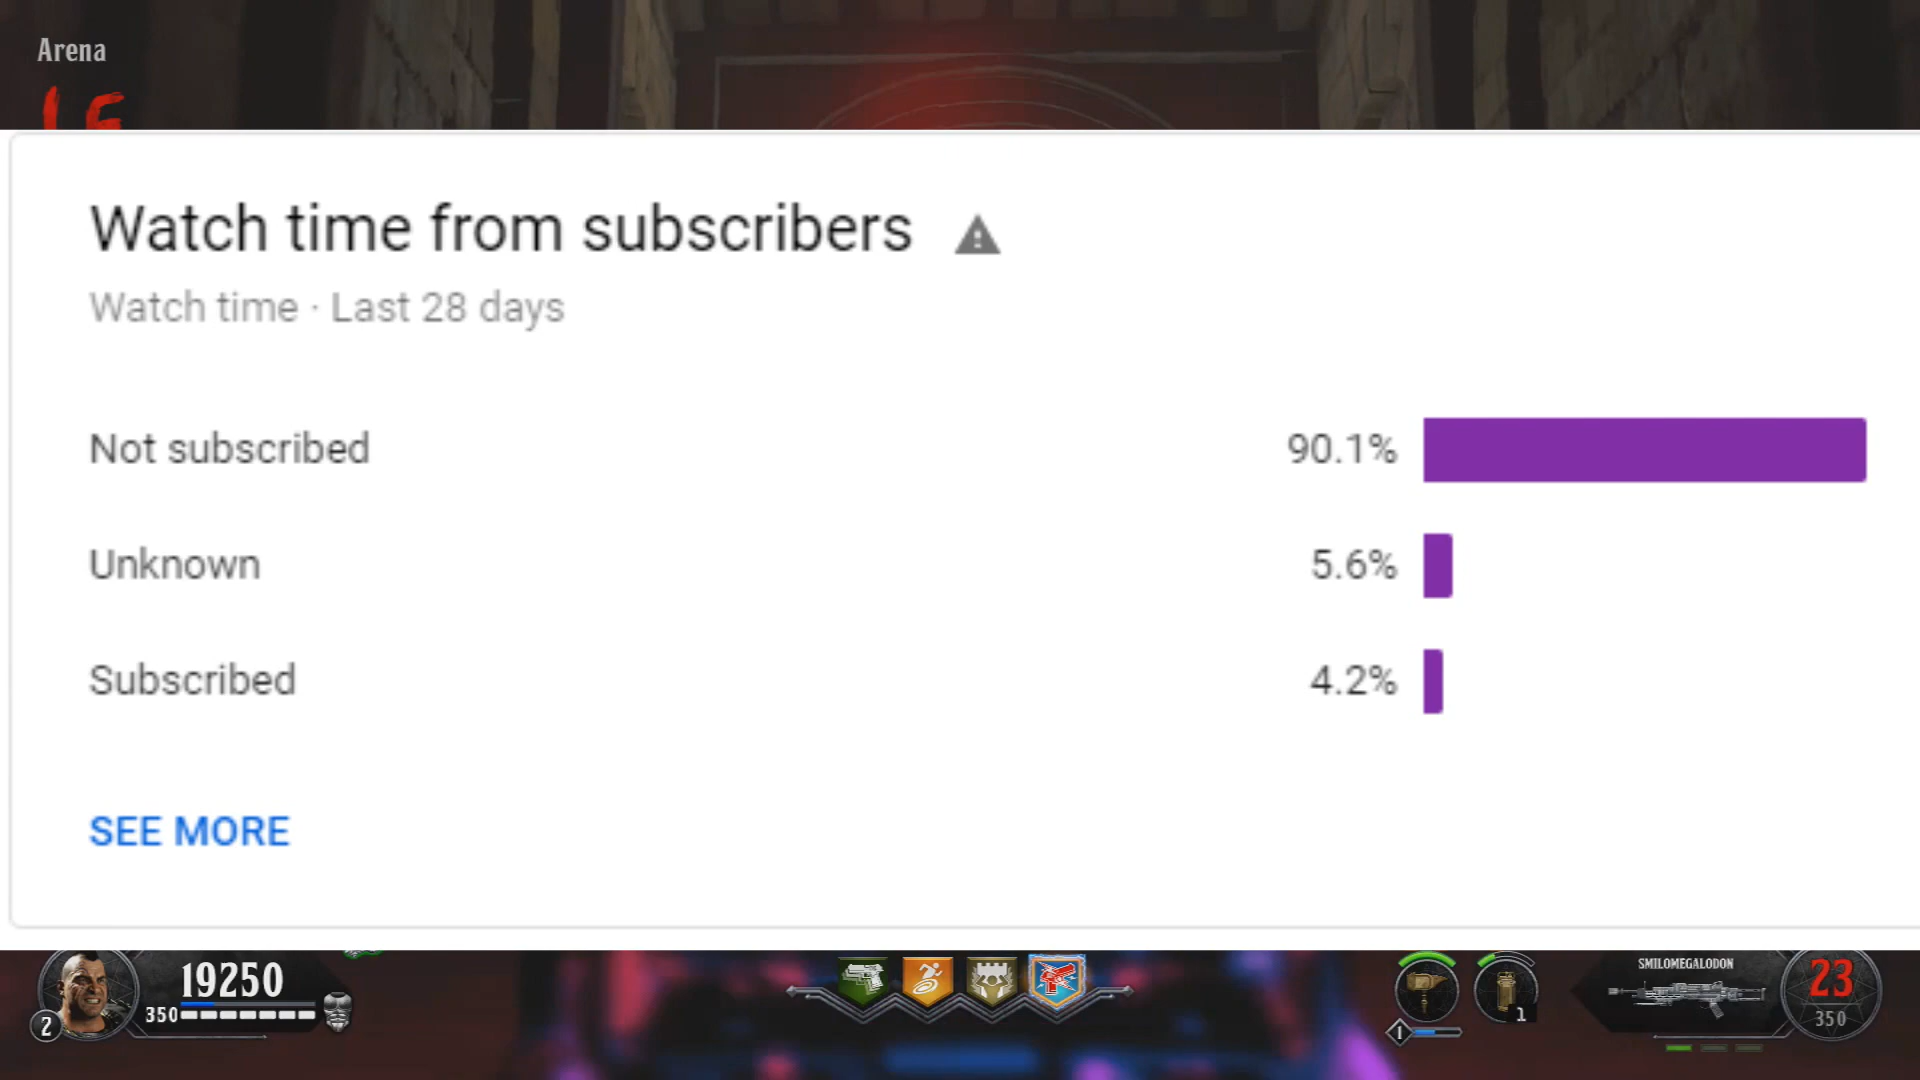 Arena
Watch time from subscribers
Watch time · Last 28 days
Not subscribed 90.1%
Unknown 5.6%
Subscribed 4.2%
SEE MORE
19250
350
2
1
1
SMILOMEGALODON
23
350